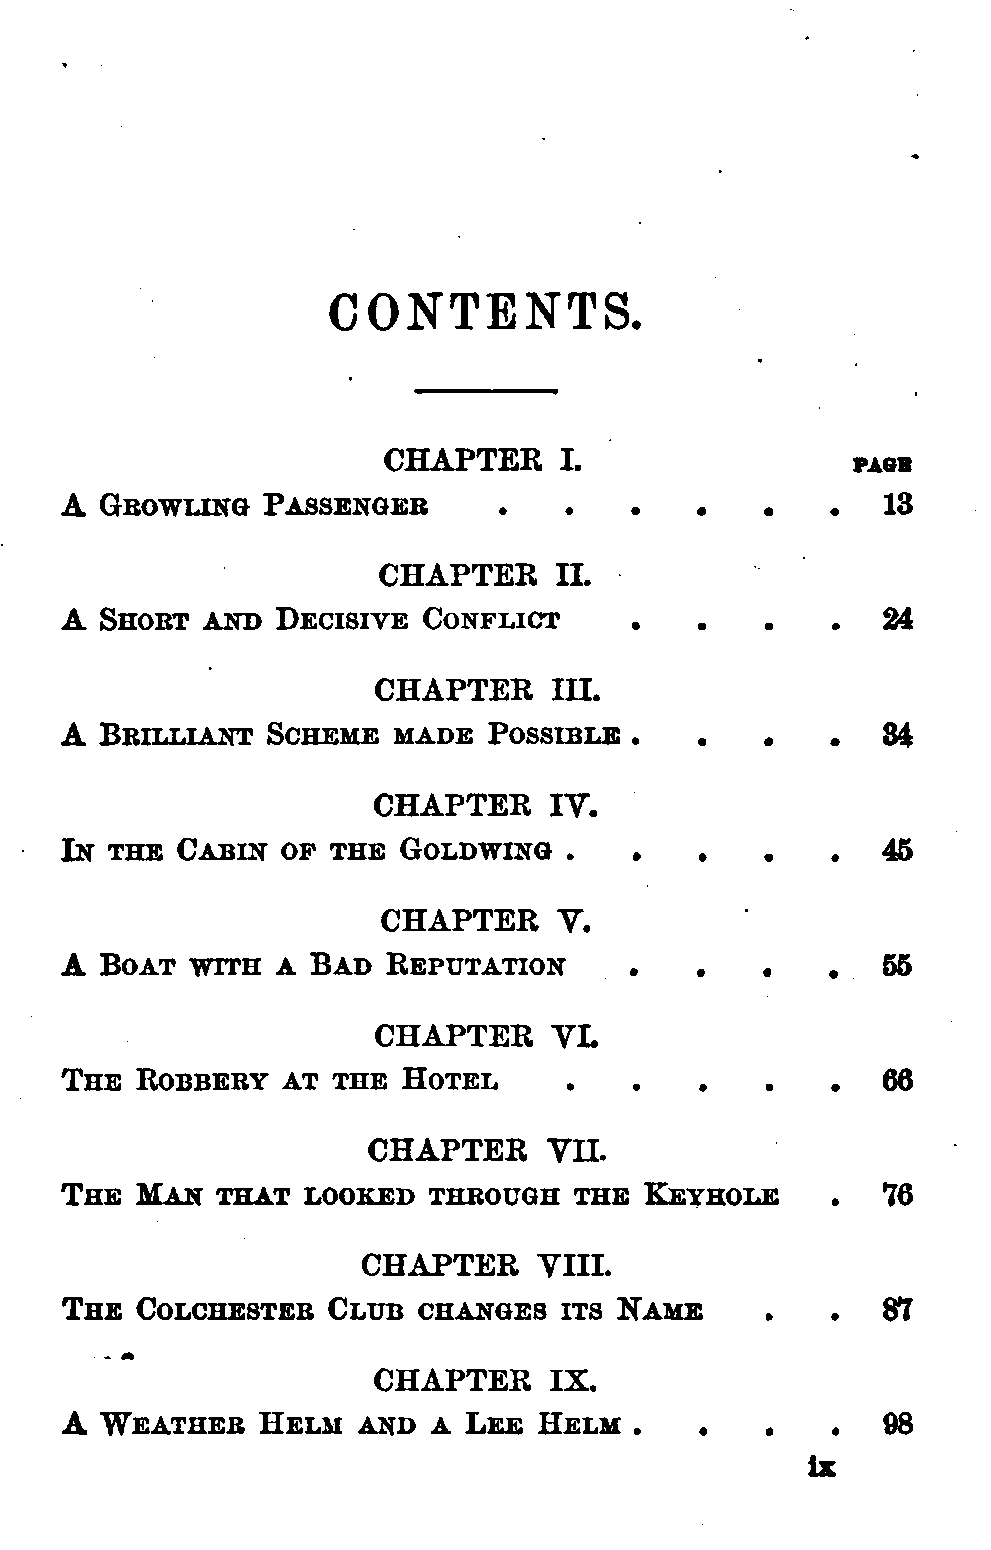 CONTENTS.
CHAPTER I.
PAGE
A Growling Passenger . . . . . . 13
CHAPTER II.
A Short and Decisive Conflict . . . . 24
CHAPTER III.
A Brilliant Scheme made Possible . . . . 34
CHAPTER IV.
In the Cabin of the Goldwing . . . . . 45
CHAPTER V.
A Boat with a Bad Reputation . . . . 55
CHAPTER VI.
The Robbery at the Hotel . . . . . 66
CHAPTER VII.
The Man that looked through the Keyhole . 76
CHAPTER VIII.
The Colchester Club changes its Name . . 87
CHAPTER IX.
A Weather Helm and a Lee Helm . . . . 98
ix